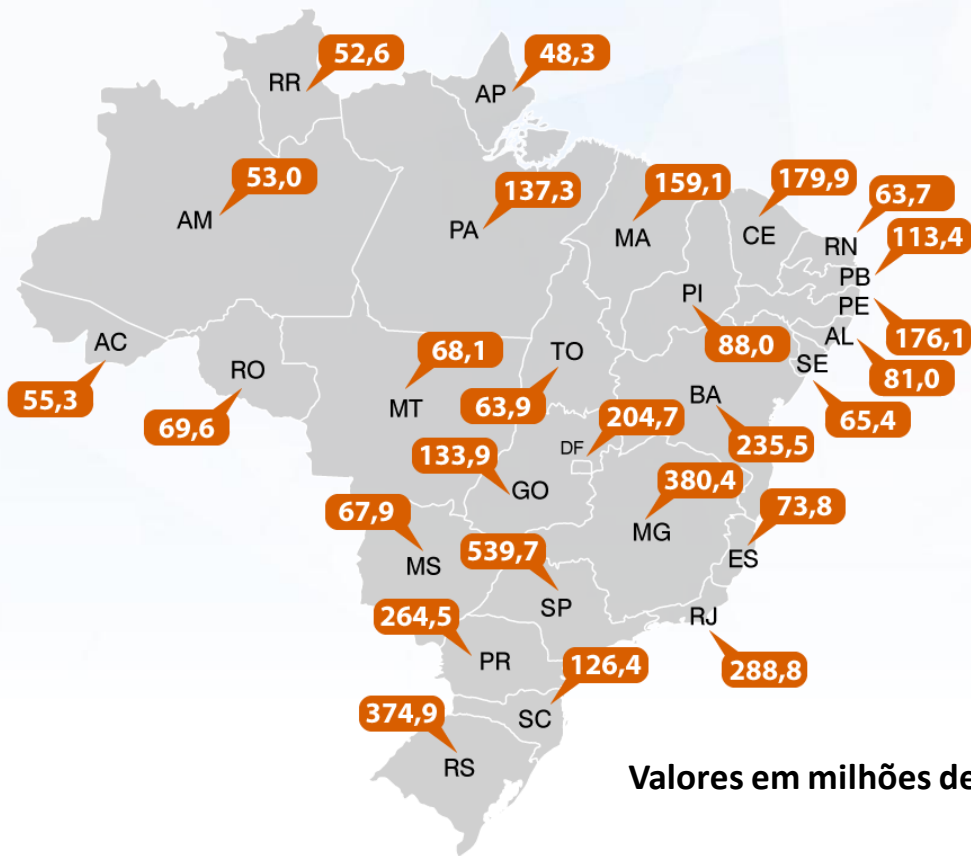 52,6
RR
48,3
AP
53,0
AM
137,3
PA
159,1
MA
179,9
CE
63,7
RN
113,4
PB
PE
176,1
PI
88,0
AL
81,0
SE
65,4
AC
55,3
RO
69,6
68,1
MT
TO
63,9
BA
235,5
204,7
DF
133,9
GO
380,4
MG
73,8
ES
67,9
MS
539,7
SP
RJ
288,8
264,5
PR
126,4
SC
374,9
RS
Valores em milhões de